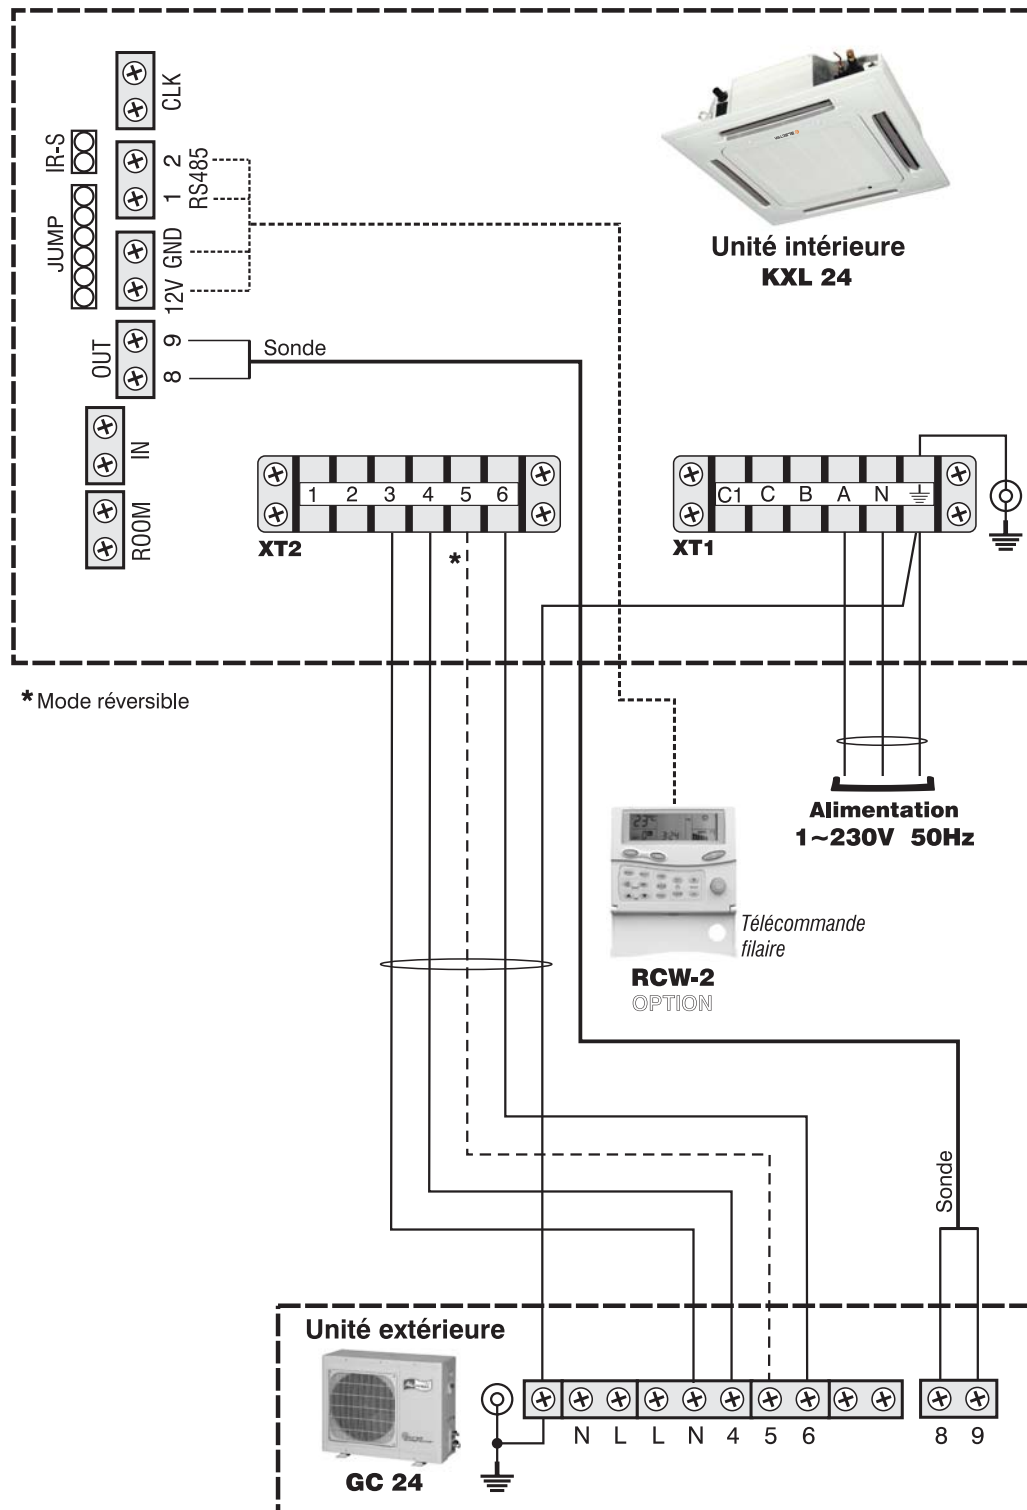 CLK
IR-S
2
1
RS485
JUMP
GND
12V
OUT
9
8
Sonde
IN
ROOM
Unité intérieure
KXL 24
1 2 3 4 5 6
XT2
*
C1 C B A N
XT1
* Mode réversible
Alimentation
1~230V 50Hz
23°C
Télécommande
filaire
RCW-2
OPTION
Sonde
Unité extérieure
GC 24
N L L N 4 5 6
8 9